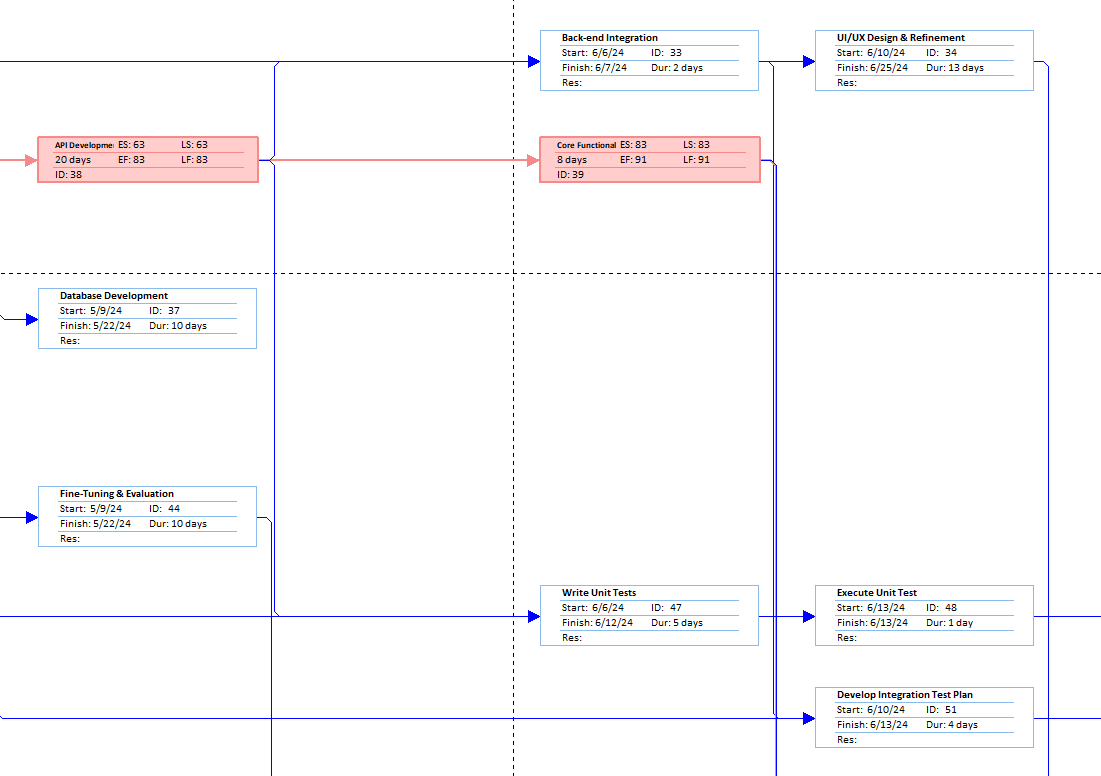 Back-end Integration
Start: 6/6/24 ID: 33
Finish: 6/7/24 Dur: 2 days
Res:
UI/UX Design & Refinement
Start: 6/10/24 ID: 34
Finish: 6/25/24 Dur: 13 days
Res:
API Developme ES: 63 LS: 63
20 days EF: 83 LF: 83
ID: 38
Core Functional ES: 83 LS: 83
8 days EF: 91 LF: 91
ID: 39
Database Development
Start: 5/9/24 ID: 37
Finish: 5/22/24 Dur: 10 days
Res:
Fine-Tuning & Evaluation
Start: 5/9/24 ID: 44
Finish: 5/22/24 Dur: 10 days
Res:
Write Unit Tests
Start: 6/6/24 ID: 47
Finish: 6/12/24 Dur: 5 days
Res:
Execute Unit Test
Start: 6/13/24 ID: 48
Finish: 6/13/24 Dur: 1 day
Res:
Develop Integration Test Plan
Start: 6/10/24 ID: 51
Finish: 6/13/24 Dur: 4 days
Res: